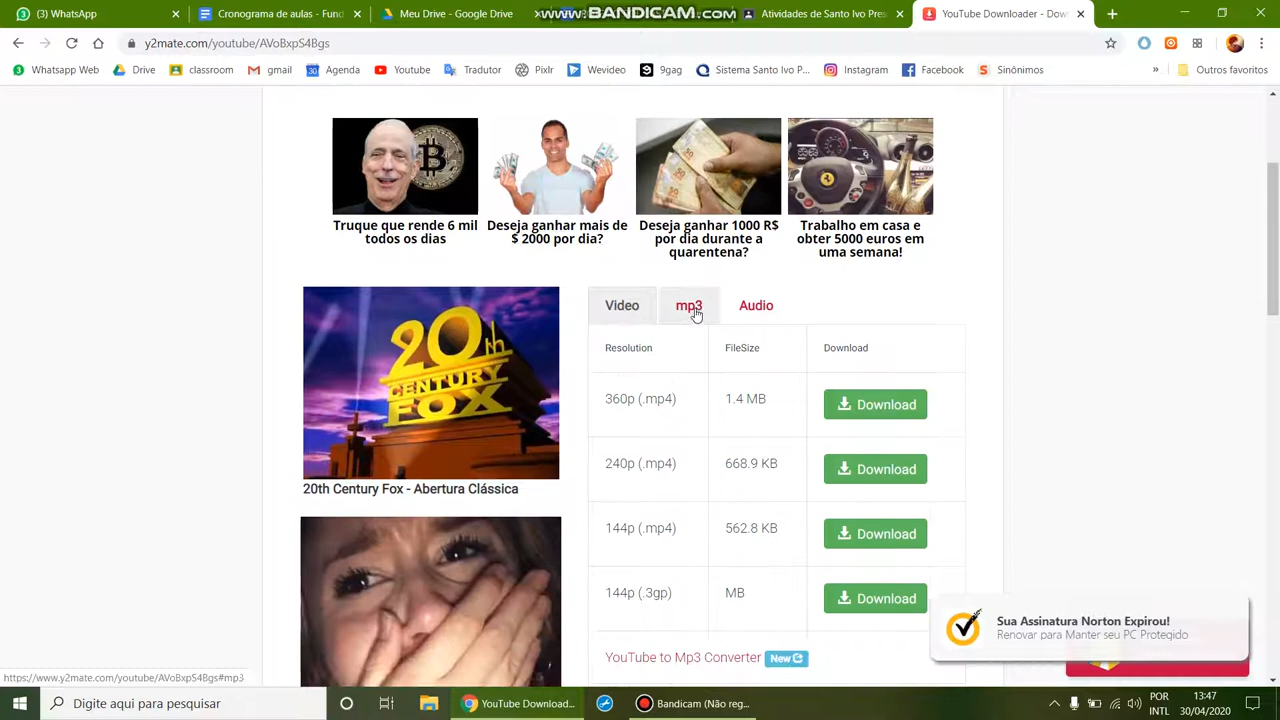 (3) WhatsApp
Cronograma de aulas - Fund
Meu Drive - Google Drive
www.BANDICAM.com
Atividades de Santo Ivo Pres
YouTube Downloader - Dow
y2mate.com/youtube/AVoBxpS4Bgs
Whatsapp Web
Drive
classroom
gmail
Agenda
Youtube
Tradutor
Pixlr
Wevideo
9gag
Sistema Santo Ivo P...
Instagram
Facebook
Sinônimos
»
Outros favoritos
Truque que rende 6 mil
todos os dias
Deseja ganhar mais de
$ 2000 por dia?
Deseja ganhar 1000 R$
por dia durante a
quarentena?
Trabalho em casa e
obter 5000 euros em
uma semana!
20th
CENTURY
FOX
20th Century Fox - Abertura Clássica
Video mp3 Audio
Resolution FileSize Download
360p (.mp4) 1.4 MB Download
240p (.mp4) 668.9 KB Download
144p (.mp4) 562.8 KB Download
144p (.3gp) MB Download
YouTube to Mp3 Converter New
Sua Assinatura Norton Expirou!
Renovar para Manter seu PC Protegido
https://www.y2mate.com/youtube/AVoBxpS4Bgs#mp3
Digite aqui para pesquisar
YouTube Download...
Bandicam (Não reg...
POR
INTL
13:47
30/04/2020